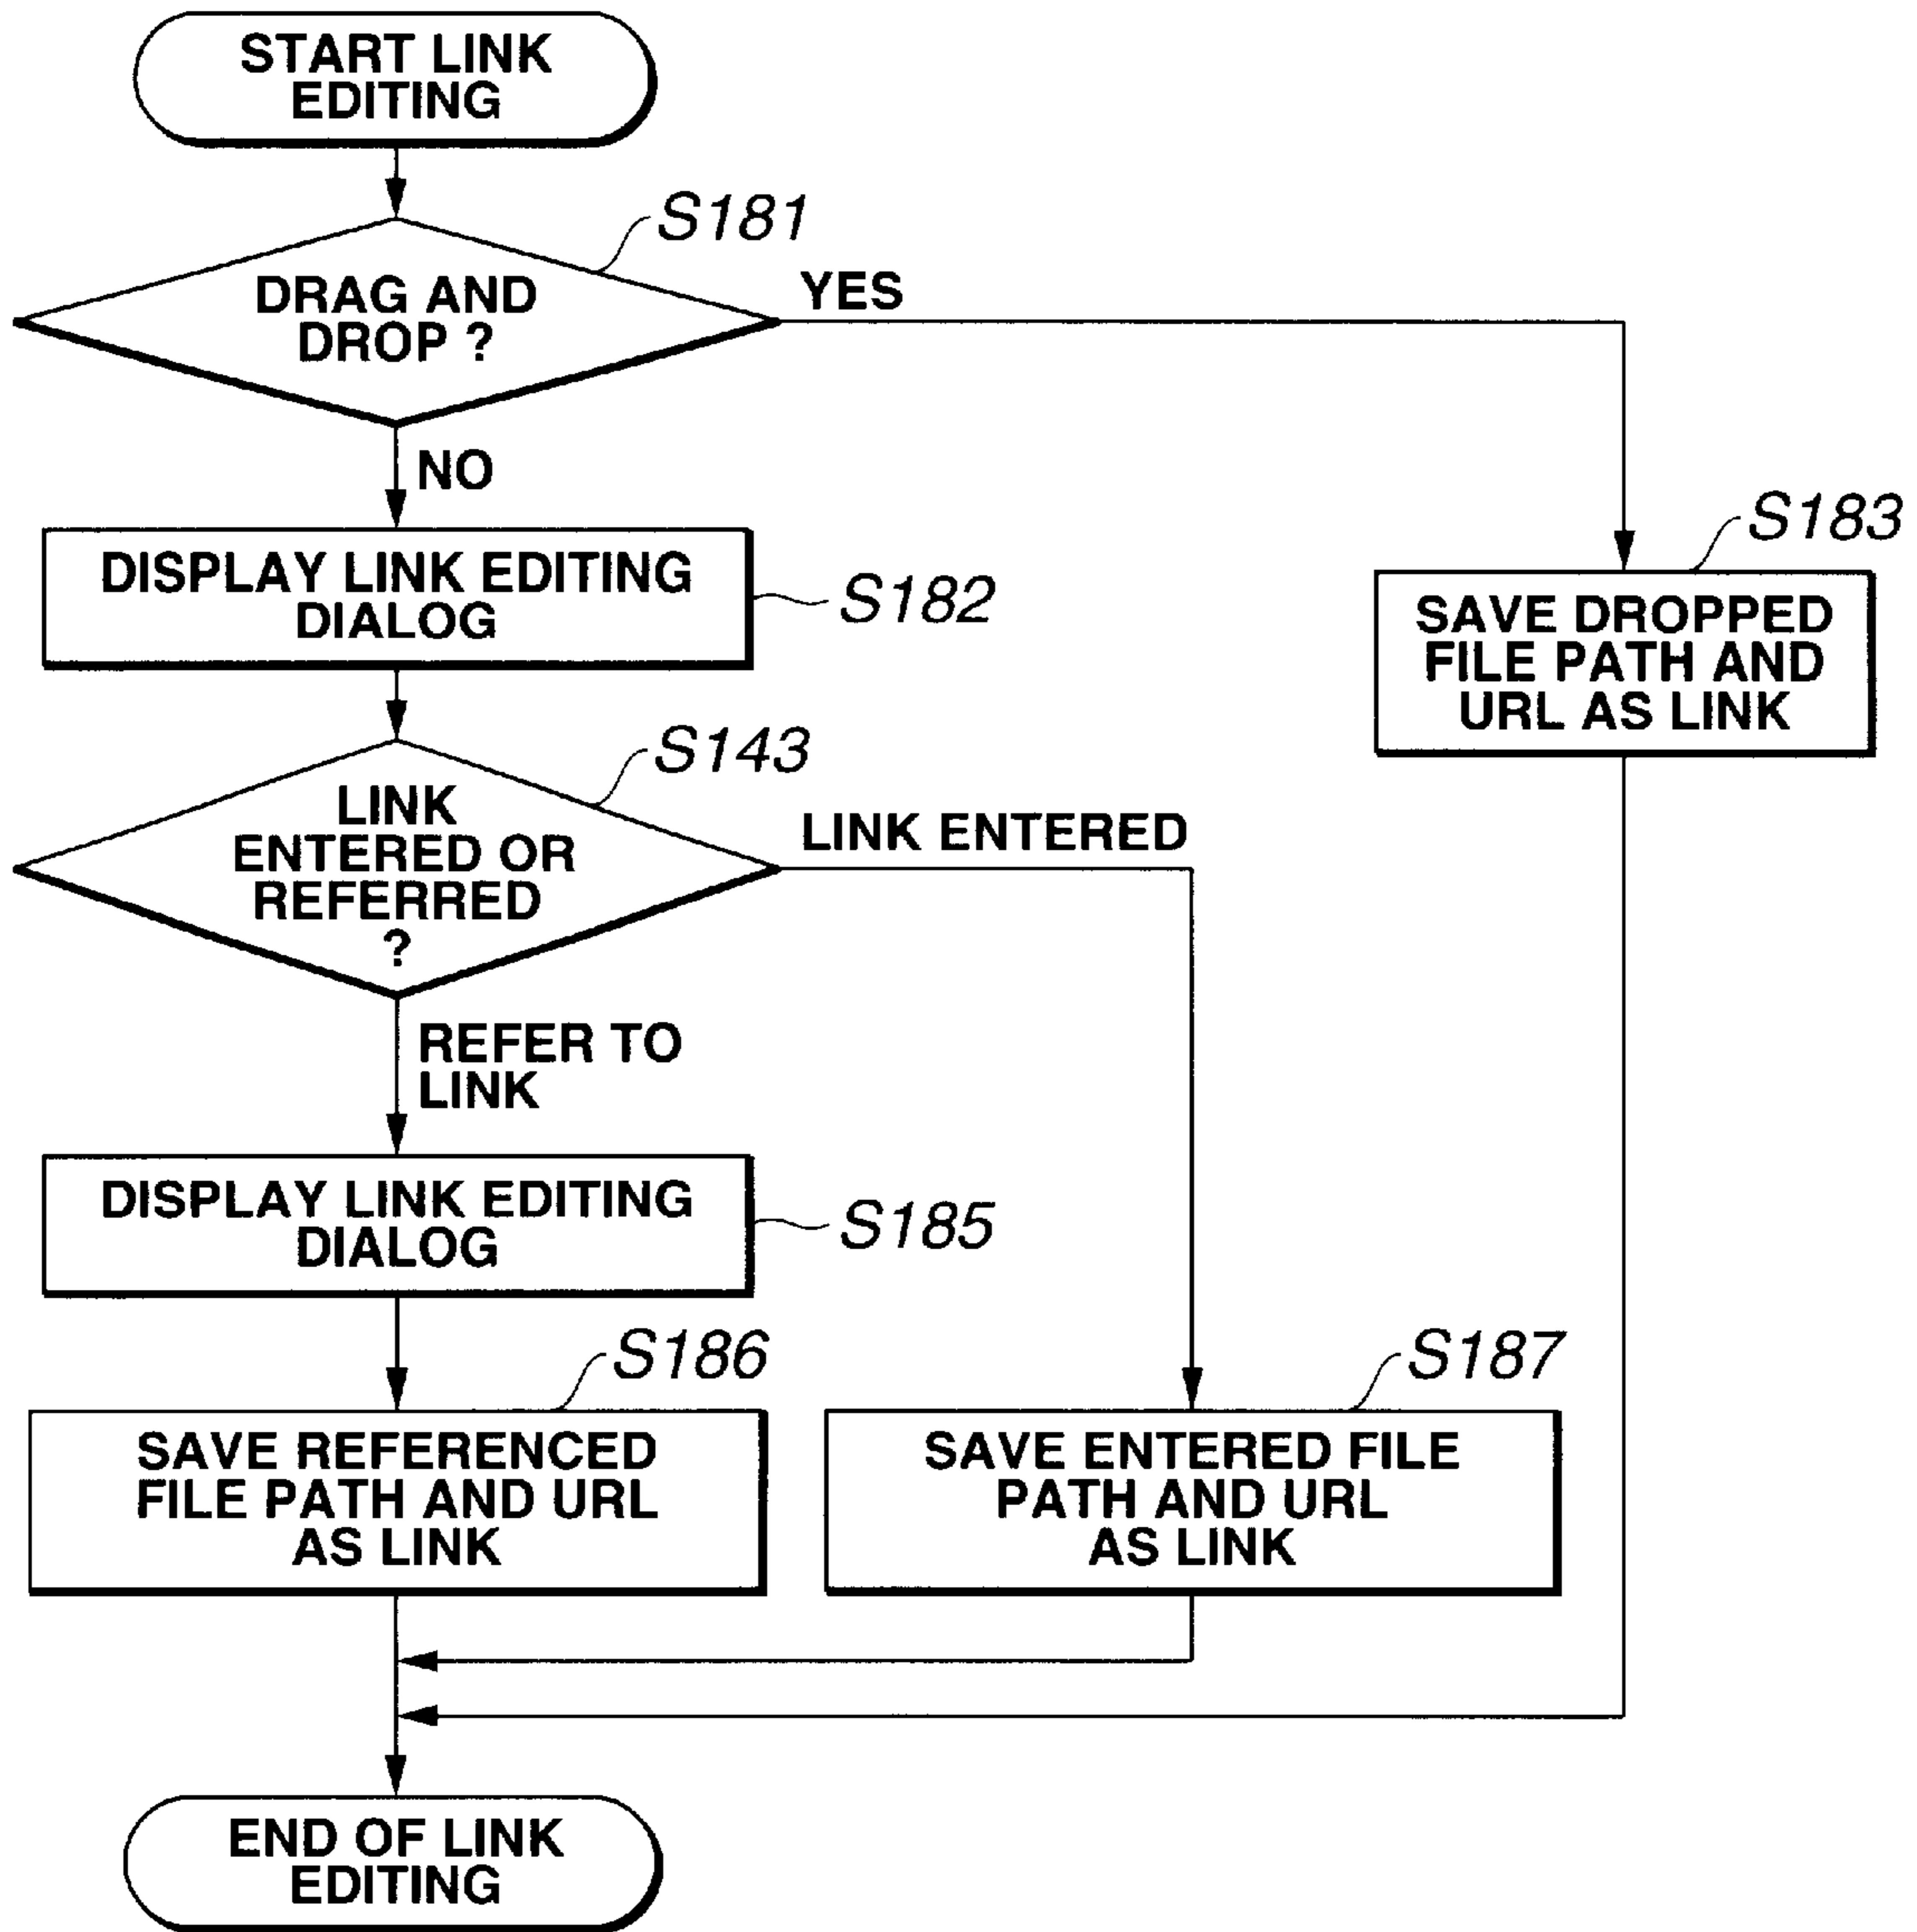 START LINK
EDITING
S181
DRAG AND
DROP ?
YES
NO
S183
DISPLAY LINK EDITING
DIALOG
S182
SAVE DROPPED
FILE PATH AND
URL AS LINK
S143
LINK
ENTERED OR
REFERRED
?
LINK ENTERED
REFER TO
LINK
DISPLAY LINK EDITING
DIALOG
S185
S186
S187
SAVE REFERENCED
FILE PATH AND URL
AS LINK
SAVE ENTERED FILE
PATH AND URL
AS LINK
END OF LINK
EDITING